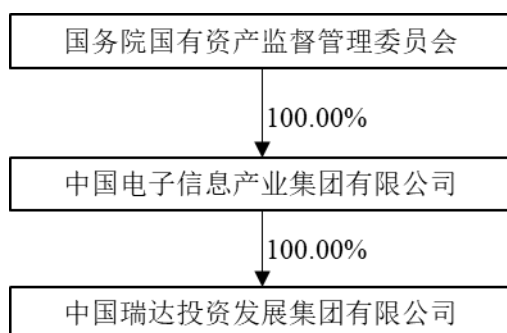 国务院国有资产监督管理委员会
100.00%
中国电子信息产业集团有限公司
100.00%
中国瑞达投资发展集团有限公司